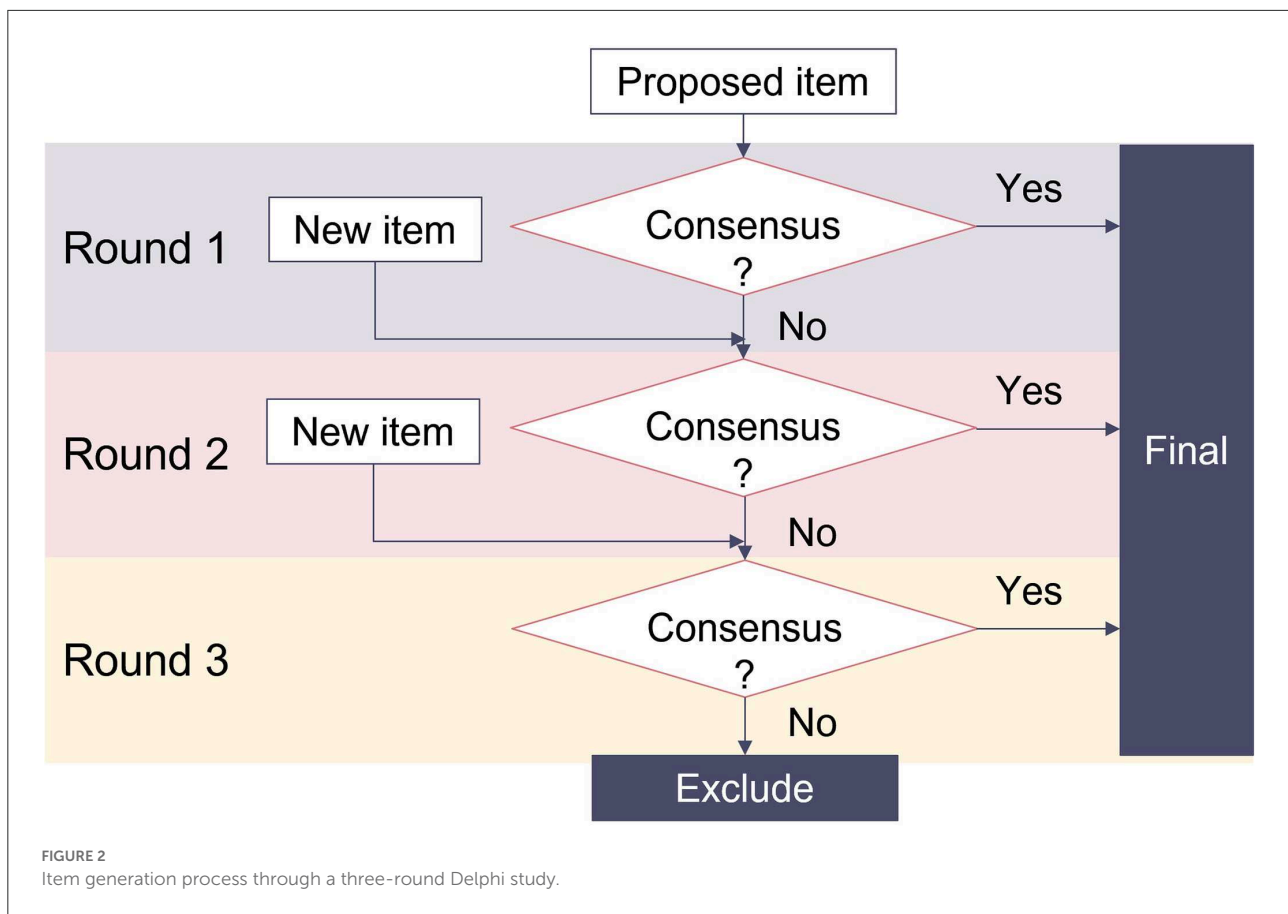 Proposed item
Yes
New item
Consensus
?
Round 1
No
Yes
New item
Consensus
?
Round 2
Final
No
Yes
Consensus
?
Round 3
No
Exclude
FIGURE 2
Item generation process through a three-round Delphi study.